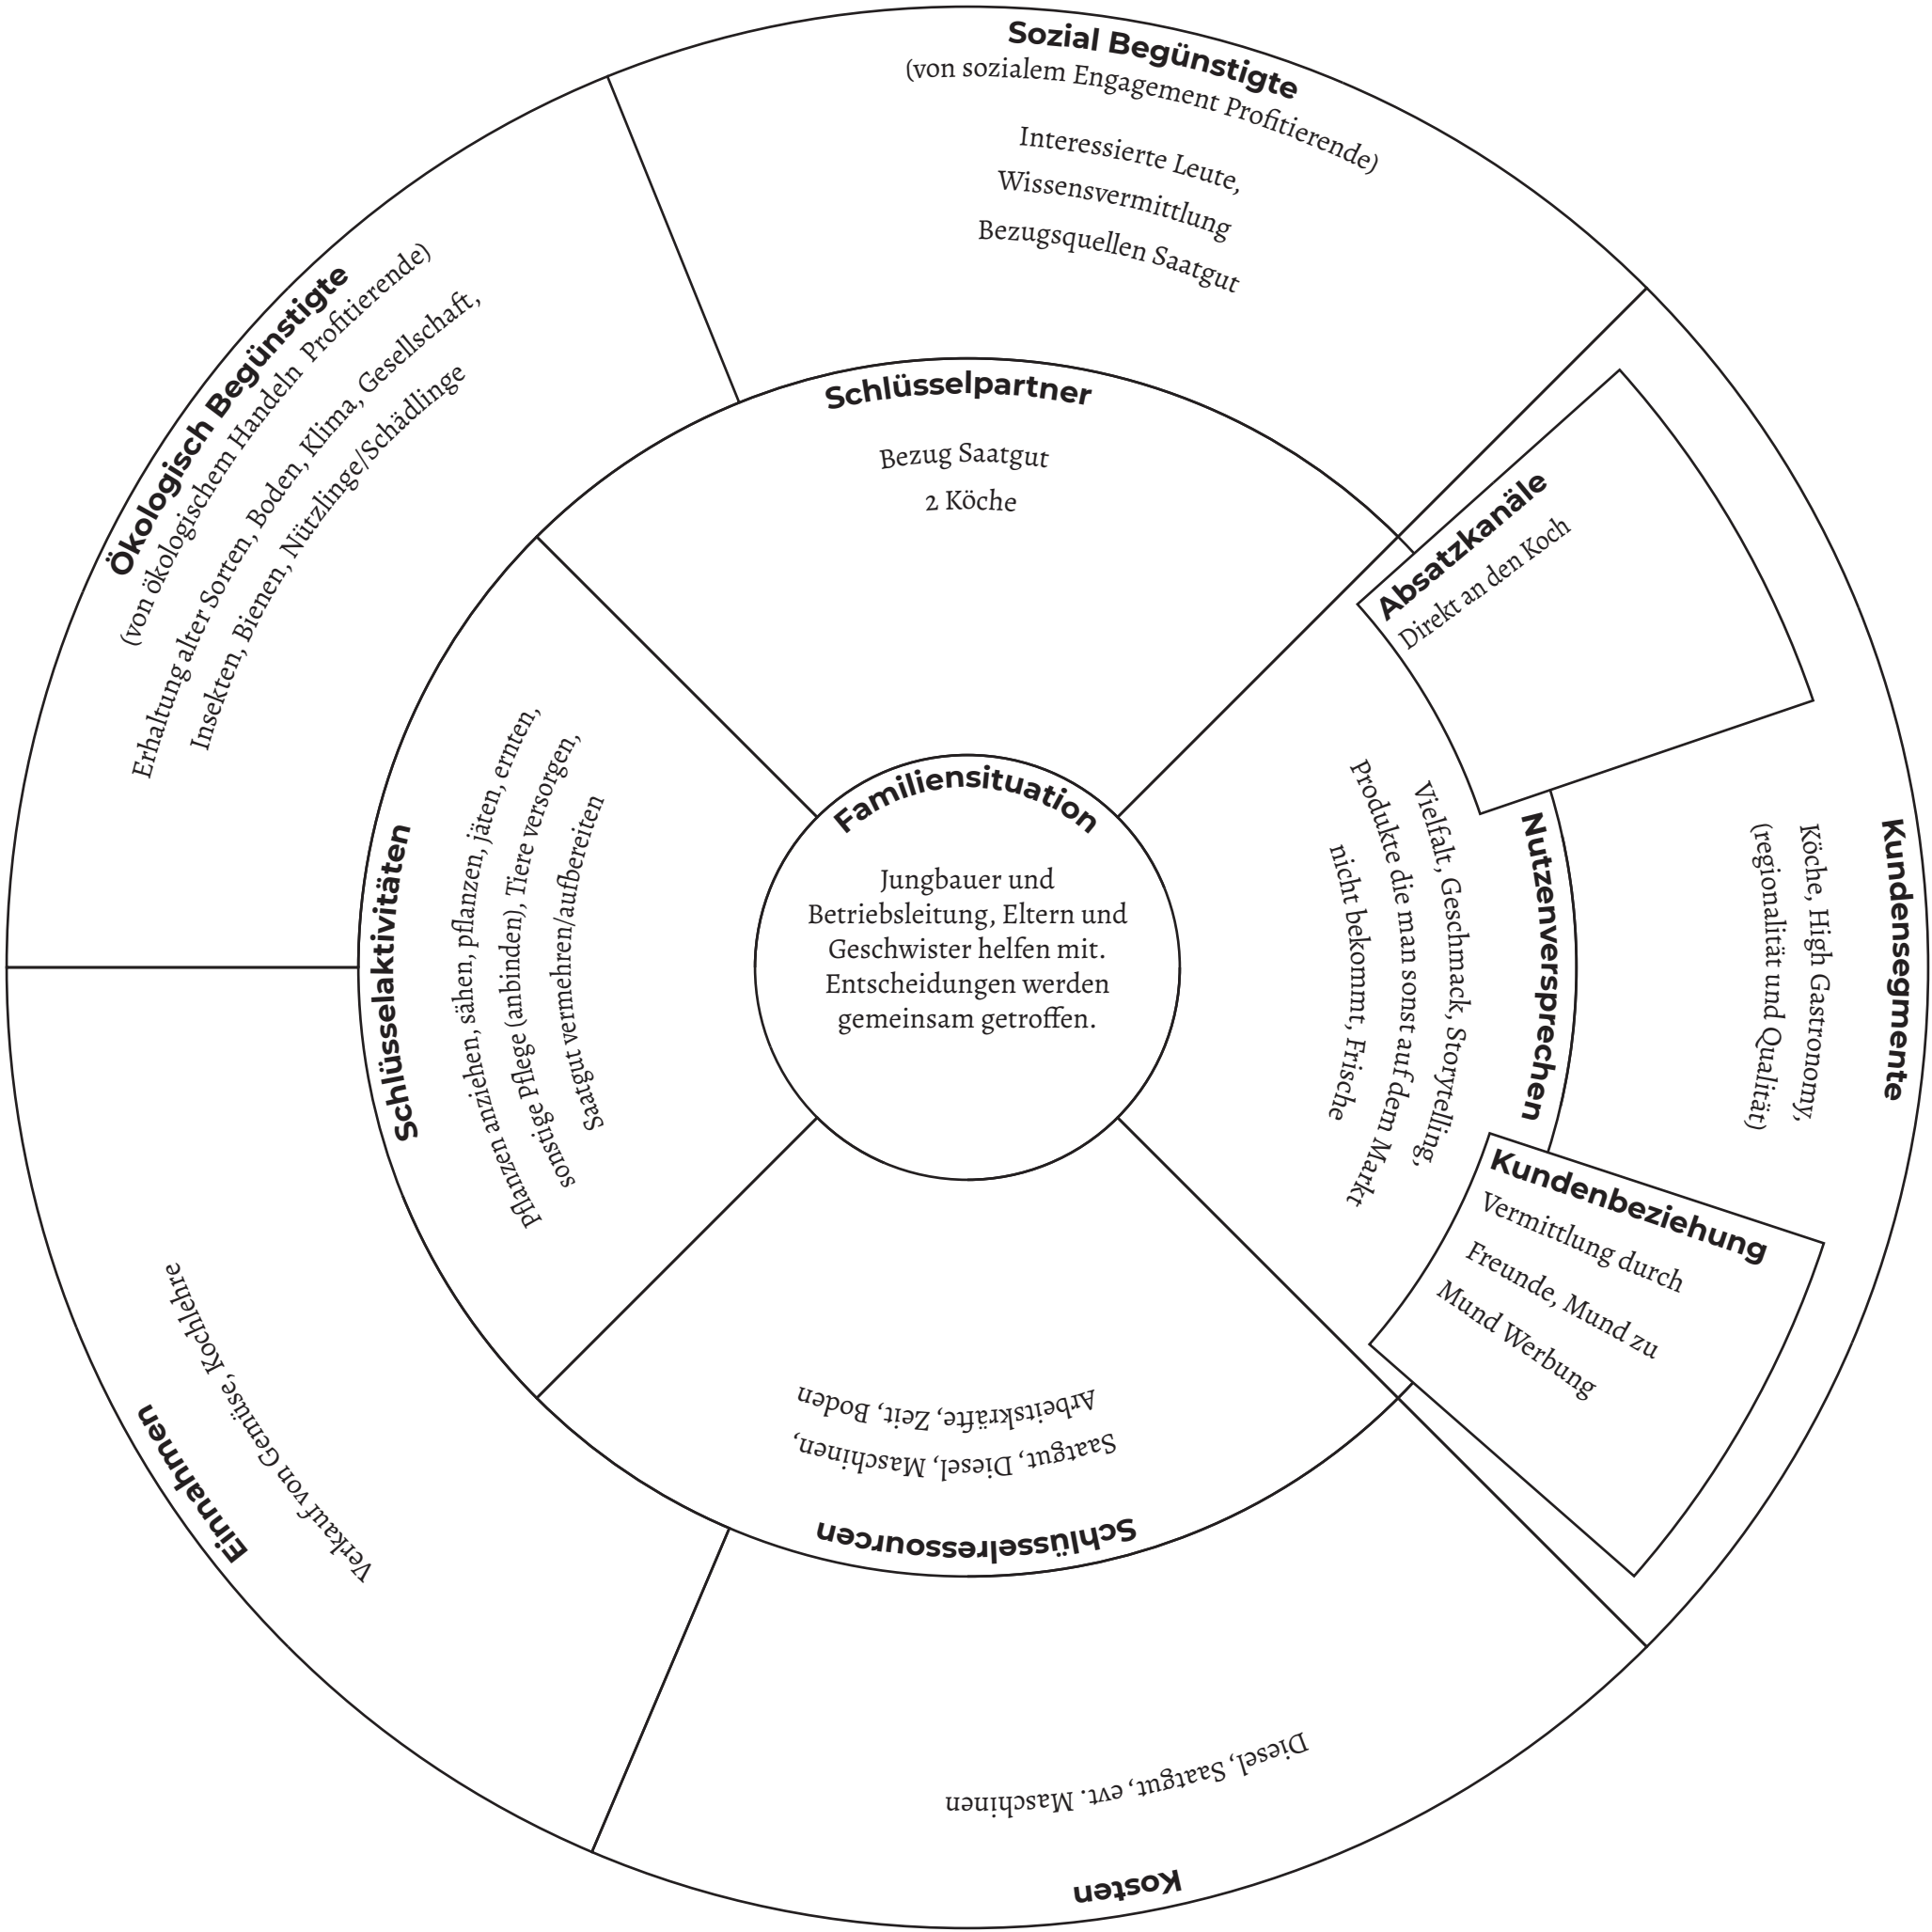 Sozial Begünstigte
(von sozialem Engagement Profitierende)
Interessierte Leute,
Wissensvermittlung
Bezugsquellen Saatgut
Ökologisch Begünstigte
(von ökologischem Handeln Profitierende)
Erhaltung alter Sorten, Boden, Klima, Gesellschaft,
Insekten, Bienen, Nützlinge/Schädlinge
Schlüsselpartner
Bezug Saatgut
2 Köche
Absatzkanäle
Direkt an den Koch
Schlüsselaktivitäten
Pflanzen anziehen, sähen, pflanzen, jäten, ernten,
sonstige Pflege (anbinden), Tiere versorgen,
Saatgut vermehren/aufbereiten
Familiensituation
Jungbauer und
Betriebsleitung, Eltern und
Geschwister helfen mit.
Entscheidungen werden
gemeinsam getroffen.
Nutzenversprechen
Vielfalt, Geschmack, Storytelling,
Produkte die man sonst auf dem Markt
nicht bekommt, Frische
Kundensegmente
Köche, High Gastronomy,
(regionalität und Qualität)
Kundenbeziehung
Vermittlung durch
Freunde, Mund zu
Mund Werbung
Schlüsselressourcen
Saatgut, Diesel, Maschinen,
Arbeitskräfte, Zeit, Boden
Einnahmen
Verkauf von Gemüse, Kochlehre
Kosten
Diesel, Saatgut, evt. Maschinen